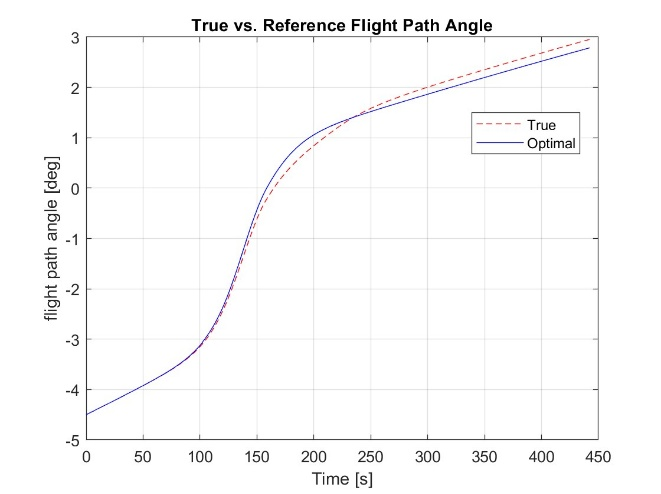 True vs. Reference Flight Path Angle
3
2
1
0
-1
-2
-3
-4
-5
flight path angle [deg]
True
Optimal
0 50 100 150 200 250 300 350 400 450
Time [s]